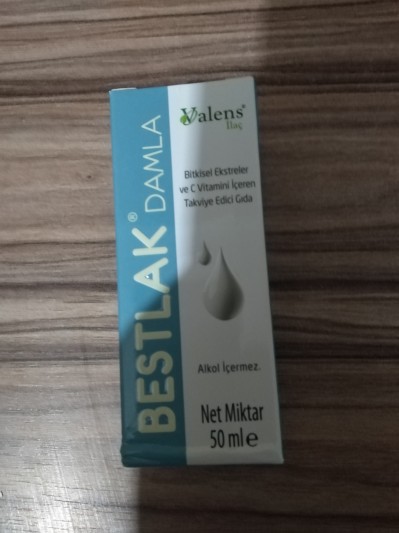 Valens®
İlaç
Bitkisel Ekstreler
ve C Vitamini İçeren
Takviye Edici Gıda
BESTLAK® DAMLA
Alkol İçermez.
Net Miktar
50 ml e